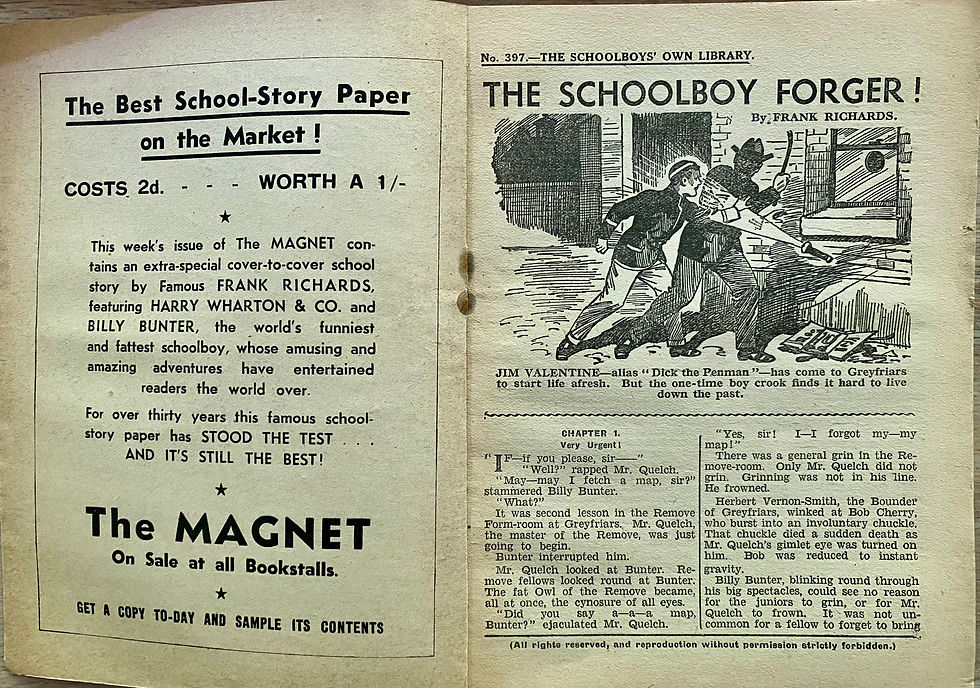 The Best School-Story Paper
on the Market !
COSTS 2d. - - - WORTH A 1/-
★
This week's issue of The MAGNET con-
tains an extra-special cover-to-cover school
story by Famous FRANK RICHARDS,
featuring HARRY WHARTON & CO. and
BILLY BUNTER, the world's funniest
and fattest schoolboy, whose amusing and
amazing adventures have entertained
readers the world over.
For over thirty years this famous school-
story paper has STOOD THE TEST . . .
AND IT'S STILL THE BEST!
★
The MAGNET
On Sale at all Bookstalls.
★
GET A COPY TO-DAY AND SAMPLE ITS CONTENTS
No. 397.—THE SCHOOLBOYS' OWN LIBRARY.
THE SCHOOLBOY FORGER !
By FRANK RICHARDS.
JIM VALENTINE—alias "Dick the Penman"—has come to Greyfriars
to start life afresh. But the one-time boy crook finds it hard to live
down the past.
CHAPTER 1.
Very Urgent!
"IF—if you please, sir——"
"Well?" rapped Mr. Quelch.
"May—may I fetch a map, sir?"
stammered Billy Bunter.
"What?"
It was second lesson in the Remove
Form-room at Greyfriars. Mr. Quelch,
the master of the Remove, was just
going to begin.
Bunter interrupted him.
Mr. Quelch looked at Bunter. Re-
move fellows looked round at Bunter.
The fat Owl of the Remove became,
all at once, the cynosure of all eyes.
"Did you say a—a—a map,
Bunter?" ejaculated Mr. Quelch.
"Yes, sir! I—I forgot my—my
map!"
There was a general grin in the Re-
move-room. Only Mr. Quelch did not
grin. Grinning was not in his line.
He frowned.
Herbert Vernon-Smith, the Bounder
of Greyfriars, winked at Bob Cherry,
who burst into an involuntary chuckle.
That chuckle died a sudden death as
Mr. Quelch's gimlet eye was turned on
him. Bob was reduced to instant
gravity.
Billy Bunter, blinking round through
his big spectacles, could see no reason
for the juniors to grin, or for Mr.
Quelch to frown. It was not un-
common for a fellow to forget to bring
(All rights reserved, and reproduction without permission strictly forbidden.)